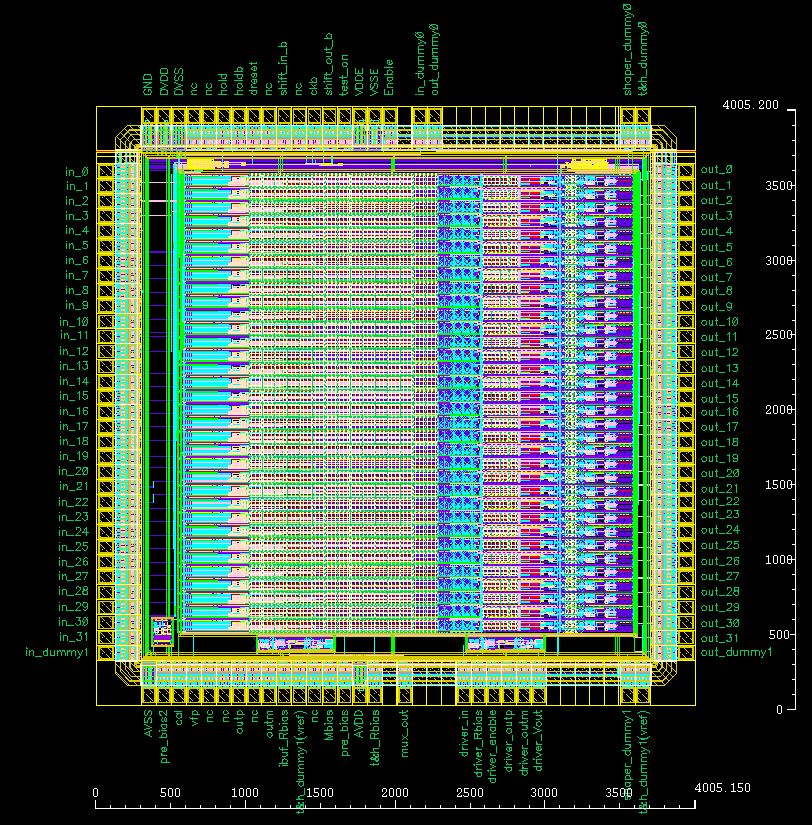 GND
DVDD
DVSS
nc
nc
hold
holdb
dreset
nc
shift_in_b
nc
ckb
shift_out_b
test_on
VDDE
VSSE
Enable
in_dummy0
out_dummy0
shaper_dummy0
t&h_dummy0
4005.200
in_0
in_1
in_2
in_3
in_4
in_5
in_6
in_7
in_8
in_9
in_10
in_11
in_12
in_13
in_14
in_15
in_16
in_17
in_18
in_19
in_20
in_21
in_22
in_23
in_24
in_25
in_26
in_27
in_28
in_29
in_30
in_31
in_dummy1
out_0
out_1
out_2
out_3
out_4
out_5
out_6
out_7
out_8
out_9
out_10
out_11
out_12
out_13
out_14
out_15
out_16
out_17
out_18
out_19
out_20
out_21
out_22
out_23
out_24
out_25
out_26
out_27
out_28
out_29
out_30
out_31
out_dummy1
3500
3000
2500
2000
1500
1000
500
0
AVSS
pre_bias2
cal
vfp
nc
nc
outp
nc
outm
ibuf_Rbias
t&h_dummy1(vref)
nc
Mbias
pre_bias
AVDD
t&h_Rbias
mux_out
driver_in
driver_Rbias
driver_enable
driver_outp
driver_outm
driver_Vout
shaper_dummy1
t&h_dummy1(vref)
4005.150
0
500
1000
1500
2000
2500
3000
3500